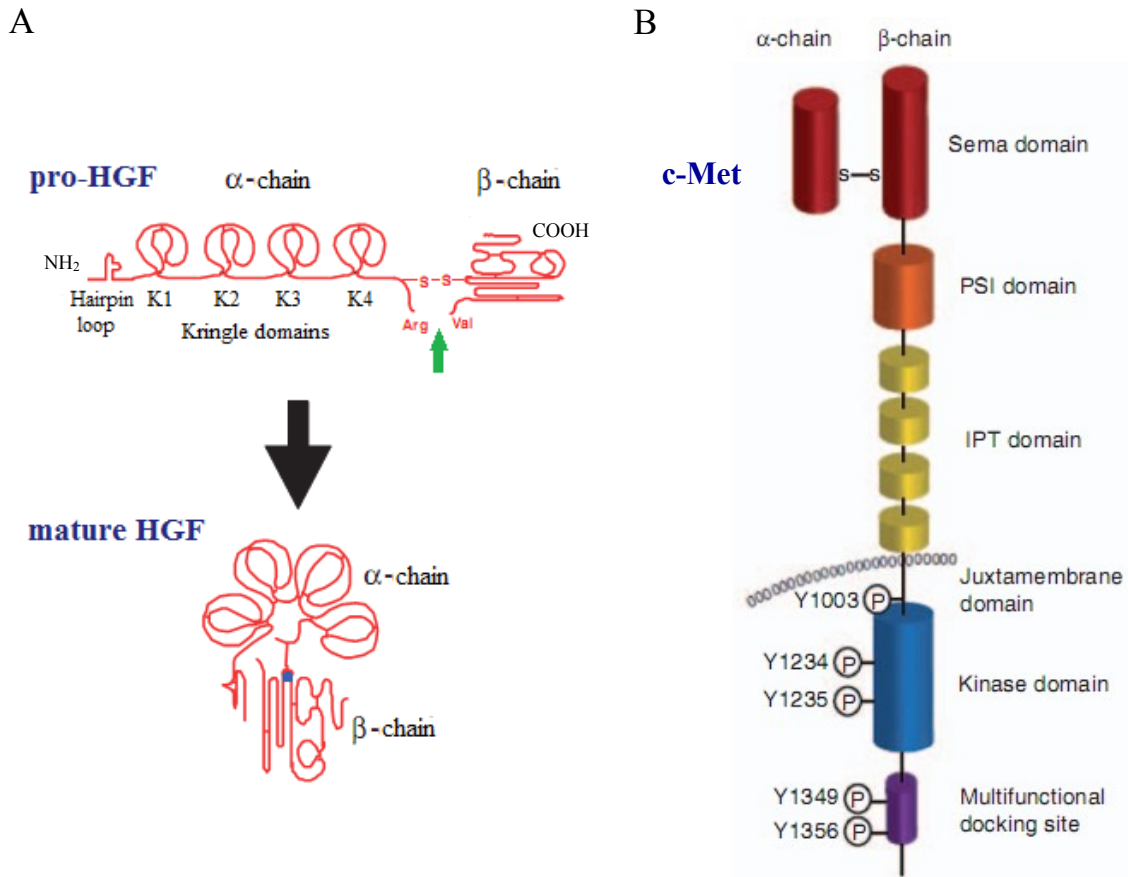 A
pro-HGF
α-chain
β-chain
NH₂
COOH
S S
Hairpin
loop
K1 K2 K3 K4
Kringle domains
Arg Val
mature HGF
α-chain
β-chain
B
α-chain β-chain
c-Met
S S
Sema domain
PSI domain
IPT domain
Juxtamembrane
domain
Y1003 P
Y1234 P
Y1235 P
Kinase domain
Y1349 P
Y1356 P
Multifunctional
docking site